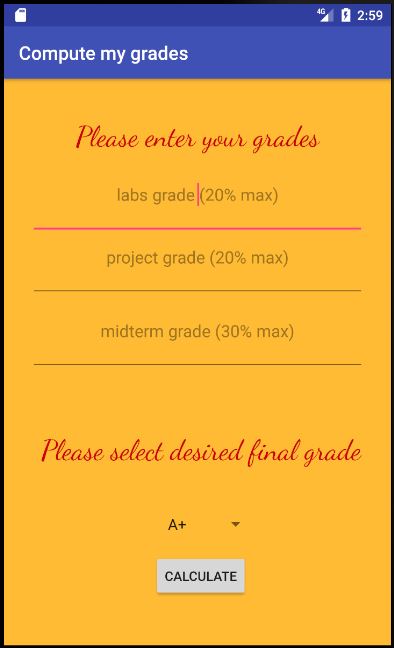 4G 2:59
Compute my grades
Please enter your grades
labs grade (20% max)
project grade (20% max)
midterm grade (30% max)
Please select desired final grade
A+
CALCULATE